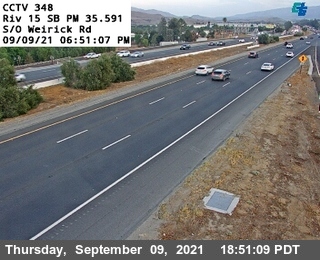 CCTV 348
Riv 15 SB PM 35.591
S/O Weirick Rd
09/09/21 06:51:07 PM
Thursday, September 09, 2021 18:51:09 PDT